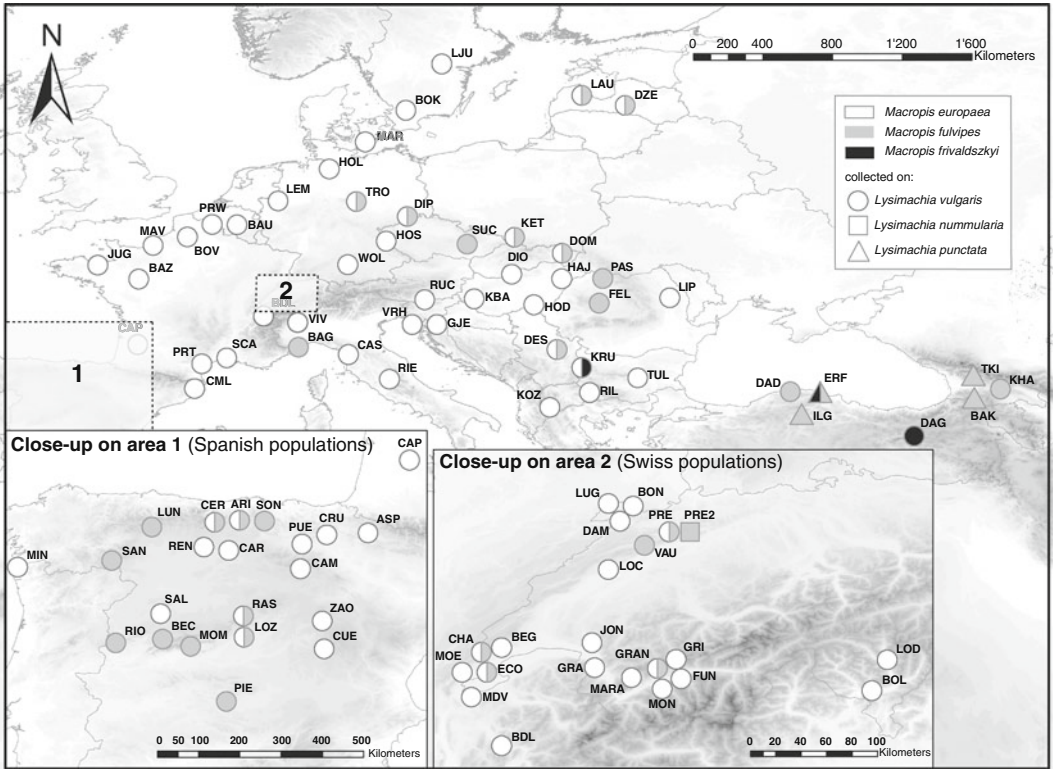 N
LJU
BOK
MAR
HOL
LAU
DZE
0 200 400 800 1'200 1'600
Kilometers
Macropis europaea
Macropis fulvipes
Macropis frivaldszkyi
collected on:
Lysimachia vulgaris
Lysimachia nummularia
Lysimachia punctata
LEM
TRO
DIP
PRW
BAU
MAV
BOV
HOS
SUC
KET
DOM
JUG
BAZ
WOL
DIO
HAJ
PAS
2
BDL
RUC
KBA
HOD
FEL
LIP
VIV
VRH
GJE
CAP
BAG
CAS
DES
KRU
1
PRT
SCA
CML
RIE
KOZ
RIL
TUL
DAD
ERF
ILG
TKI
KHA
BAK
DAG
Close-up on area 1 (Spanish populations)
CAP
LUN
CER
ARI
SON
PUE
CRU
ASP
MIN
SAN
REN
CAR
CAM
SAL
RAS
ZAO
RIO
BEC
MOM
LOZ
CUE
PIE
0 50 100 200 300 400 500
Kilometers
Close-up on area 2 (Swiss populations)
LUG
BON
DAM
PRE
PRE2
VAU
LOC
CHA
BEG
JON
MOE
ECO
GRA
GRAN
GRI
LOD
MDV
MARA
MON
FUN
BOL
BDL
0 10 20 40 60 80 100
Kilometers